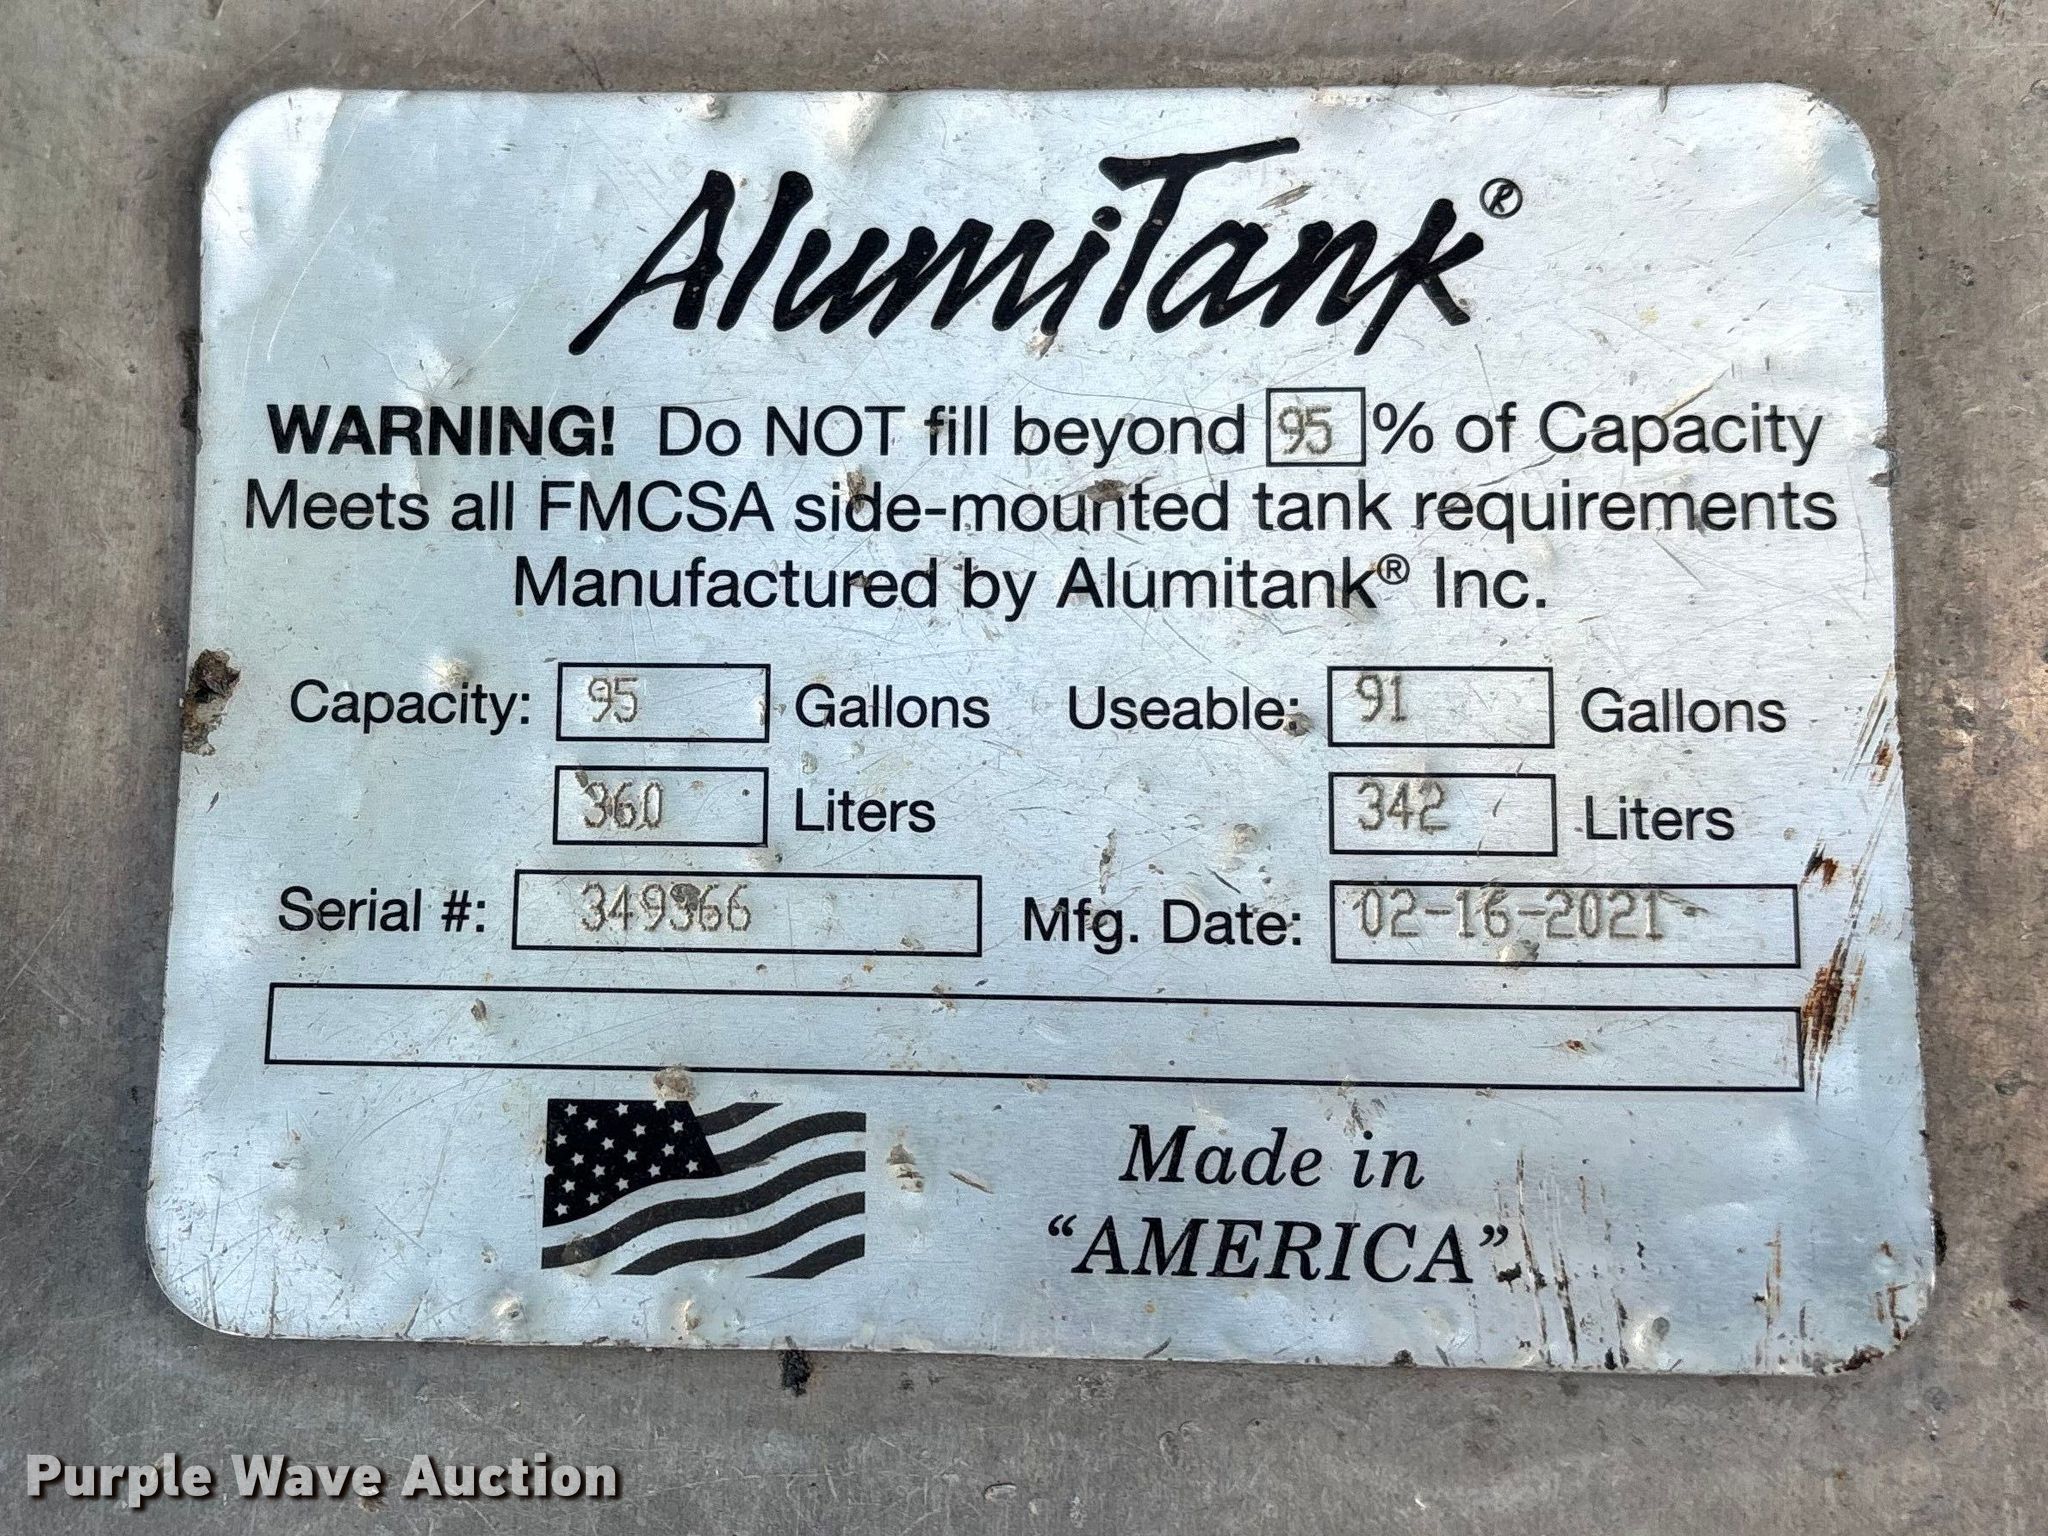 AlumiTank®
WARNING! Do NOT fill beyond 95 % of Capacity
Meets all FMCSA side-mounted tank requirements
Manufactured by Alumitank® Inc.
Capacity: 95 Gallons Useable: 91 Gallons
360 Liters 342 Liters
Serial #: 349366 Mfg. Date: 02-16-2021
Made in
“AMERICA”
Purple Wave Auction